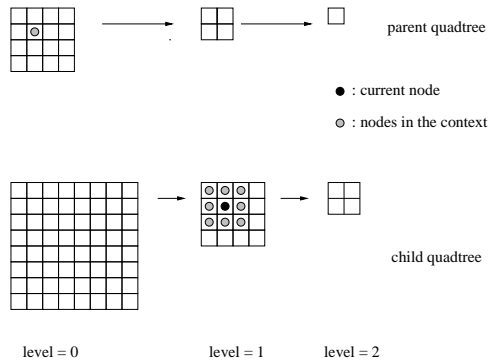 parent quadtree
: current node
: nodes in the context
child quadtree
level = 0
level = 1
level = 2